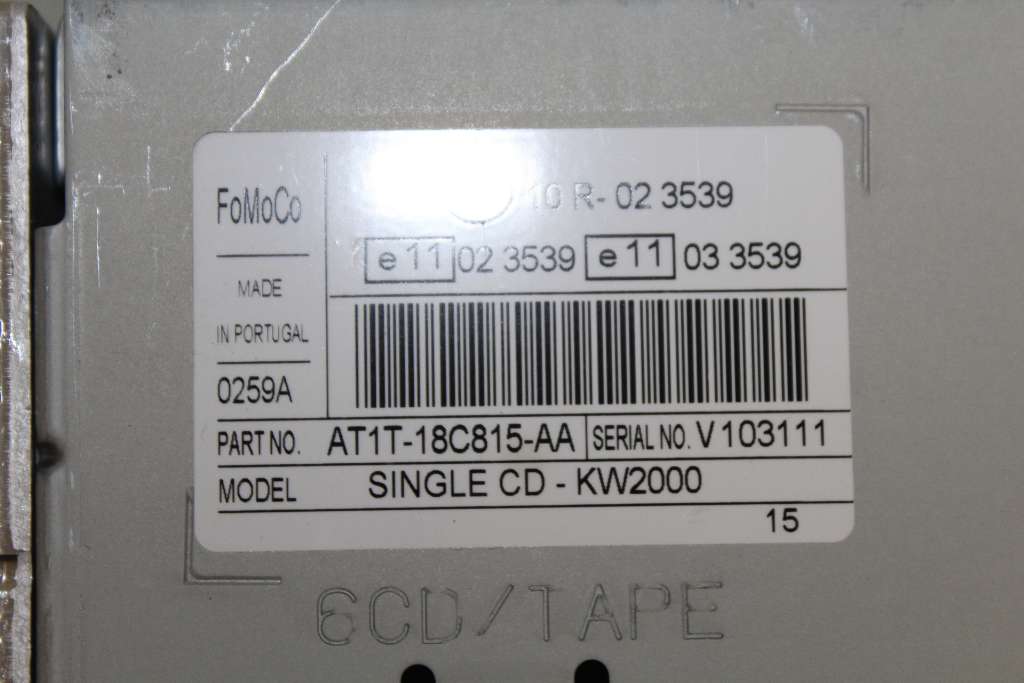 FoMoCo
10 R- 02 3539
e 11 02 3539 e 11 03 3539
MADE
IN PORTUGAL
0259A
PART NO. AT1T-18C815-AA SERIAL NO. V103111
MODEL SINGLE CD - KW2000
15
6CD/TAPE